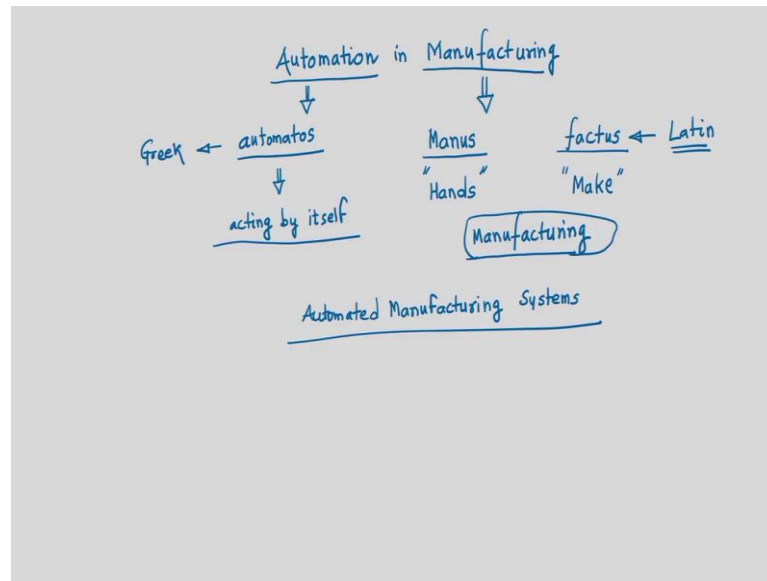 Automation in Manufacturing
Greek ← automatos Manus factus ← Latin
"Hands" "Make"
acting by itself
Manufacturing
Automated Manufacturing Systems